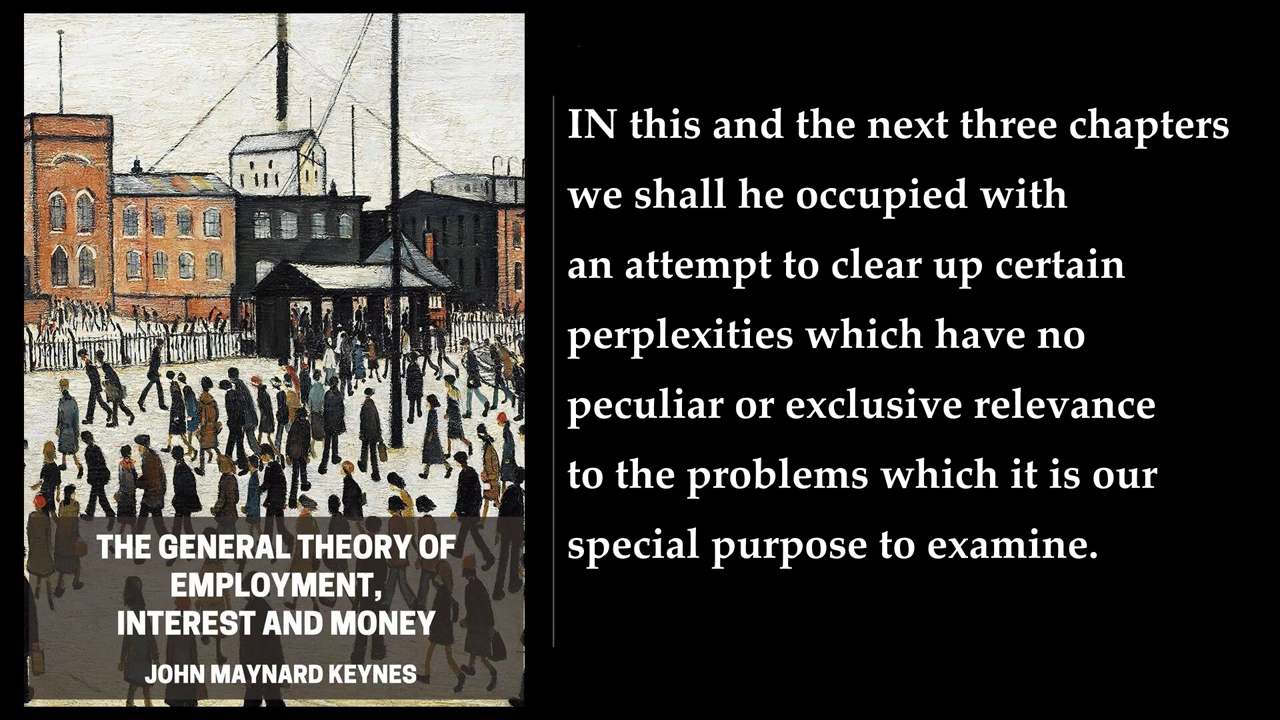 THE GENERAL THEORY OF
EMPLOYMENT,
INTEREST AND MONEY
JOHN MAYNARD KEYNES
IN this and the next three chapters
we shall he occupied with
an attempt to clear up certain
perplexities which have no
peculiar or exclusive relevance
to the problems which it is our
special purpose to examine.